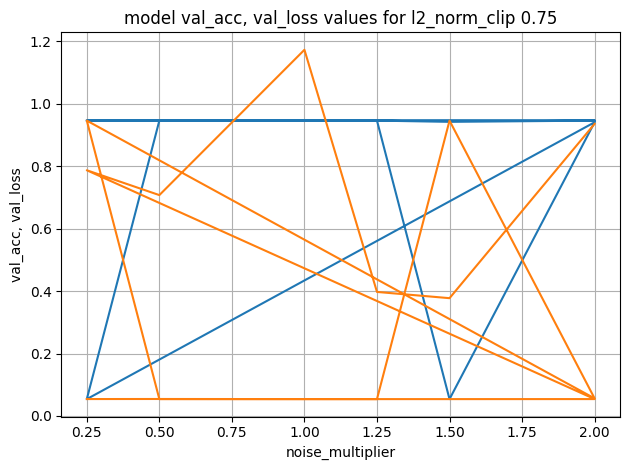 model val_acc, val_loss values for l2_norm_clip 0.75
1.2
1.0
0.8
0.6
0.4
0.2
0.0
val_acc, val_loss
0.25 0.50 0.75 1.00 1.25 1.50 1.75 2.00
noise_multiplier